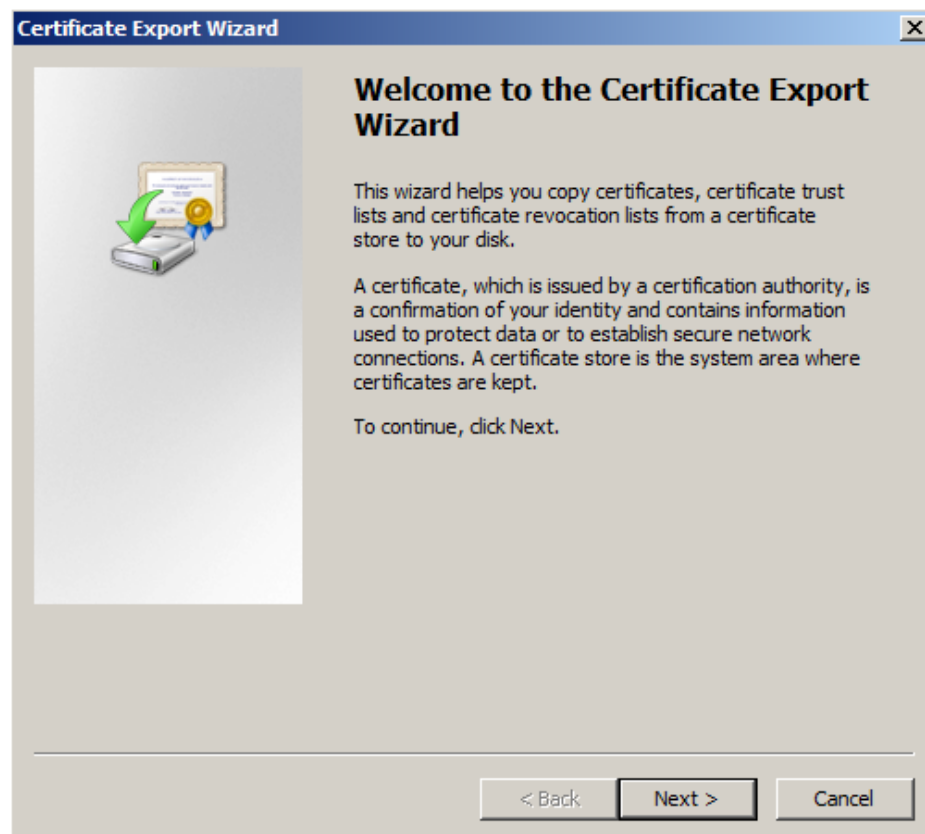 Certificate Export Wizard
Welcome to the Certificate Export
Wizard
This wizard helps you copy certificates, certificate trust
lists and certificate revocation lists from a certificate
store to your disk.
A certificate, which is issued by a certification authority, is
a confirmation of your identity and contains information
used to protect data or to establish secure network
connections. A certificate store is the system area where
certificates are kept.
To continue, click Next.
< Back
Next >
Cancel